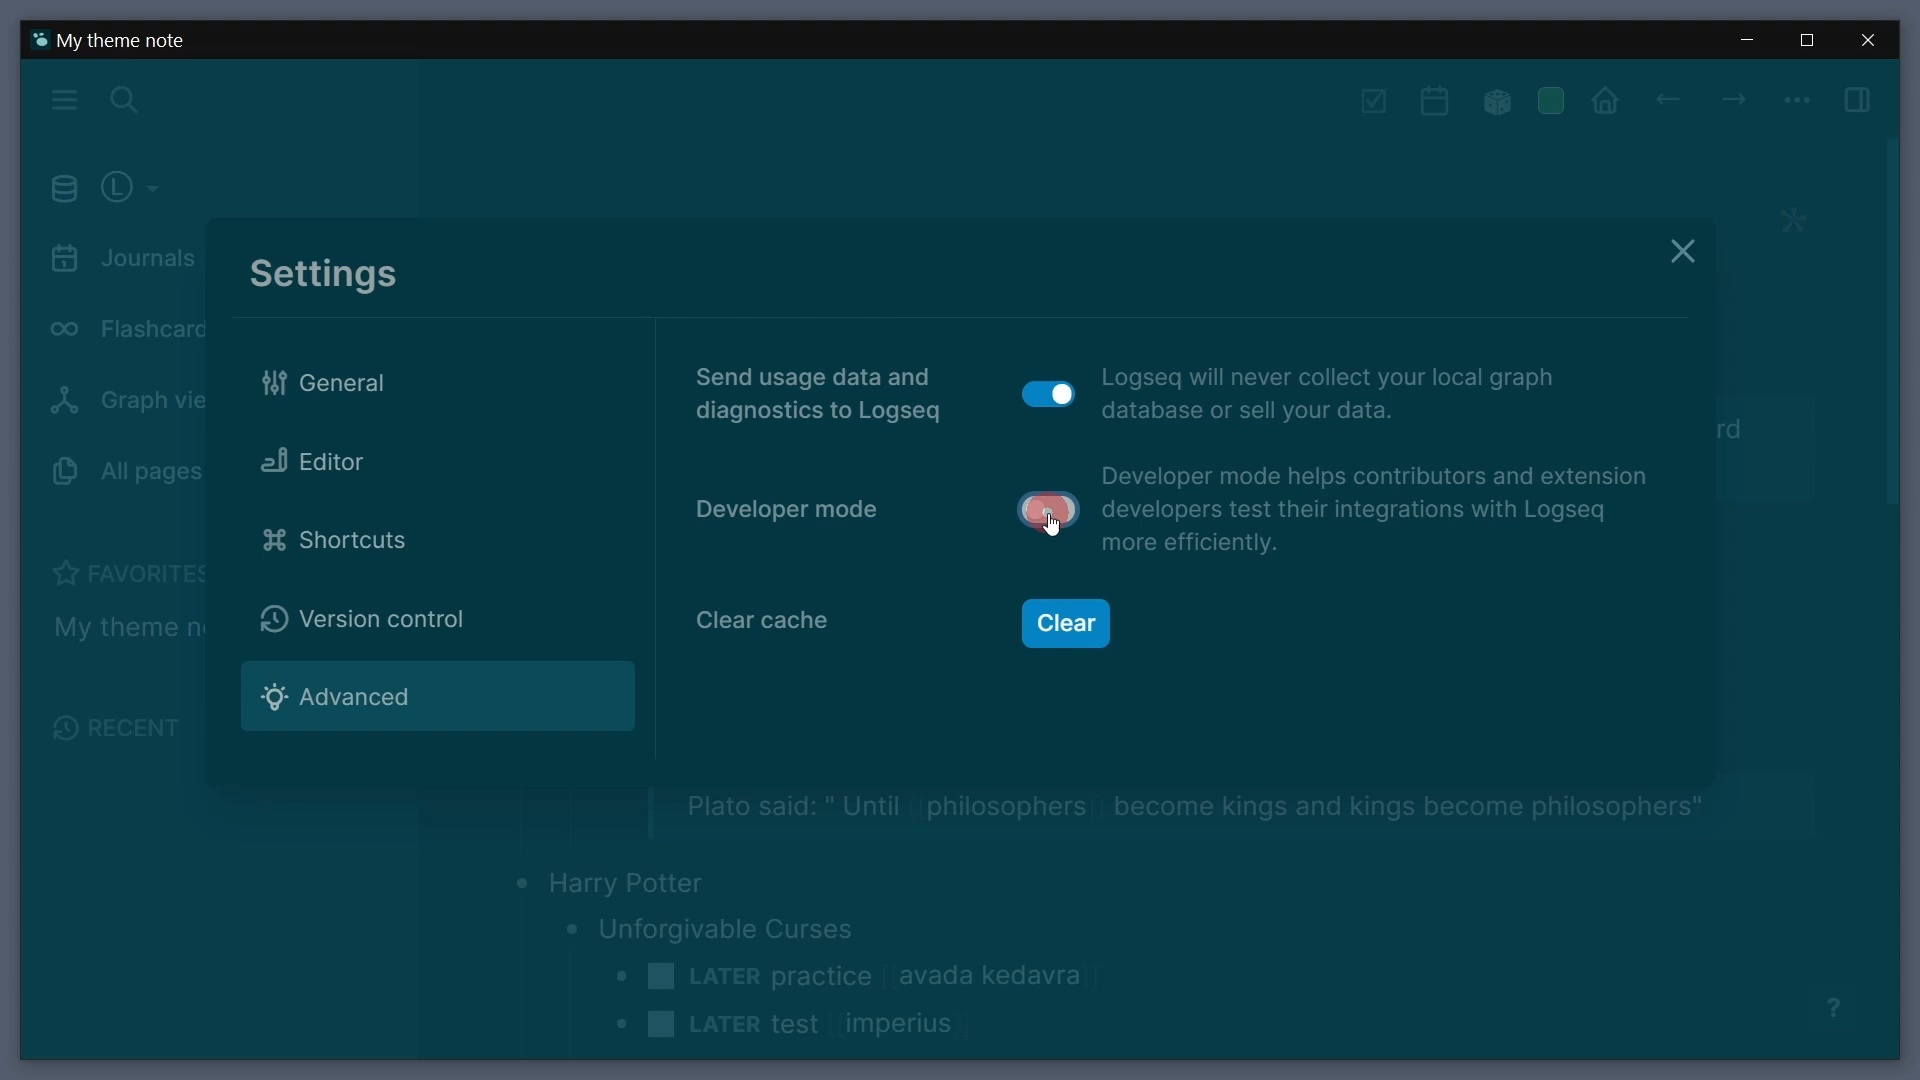 My theme note
L
Journals
Settings
Flashcard
General
Send usage data and
diagnostics to Logseq
Logseq will never collect your local graph
database or sell your data.
Graph vie
rd
Editor
All pages
Developer mode
Developer mode helps contributors and extension
developers test their integrations with Logseq
more efficiently.
Shortcuts
FAVORITES
My theme n
Version control
Clear cache
Clear
Advanced
RECENT
Plato said: " Until [[philosophers]] become kings and kings become philosophers"
Harry Potter
Unforgivable Curses
LATER practice [[avada kedavra]]
LATER test [[imperius]]
?